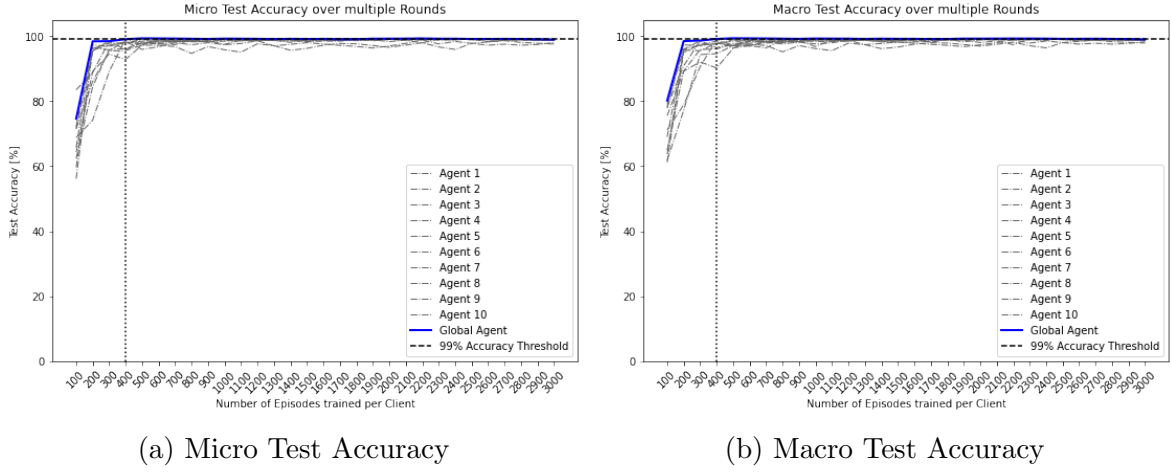 Micro Test Accuracy over multiple Rounds
100
80
60
40
20
0
Test Accuracy [%]
Agent 1
Agent 2
Agent 3
Agent 4
Agent 5
Agent 6
Agent 7
Agent 8
Agent 9
Agent 10
Global Agent
99% Accuracy Threshold
100 200 300 400 500 600 700 800 900 1000 1100 1200 1300 1400 1500 1600 1700 1800 1900 2000 2100 2200 2300 2400 2500 2600 2700 2800 2900 3000
Number of Episodes trained per Client
(a) Micro Test Accuracy
Macro Test Accuracy over multiple Rounds
100
80
60
40
20
0
Test Accuracy [%]
Agent 1
Agent 2
Agent 3
Agent 4
Agent 5
Agent 6
Agent 7
Agent 8
Agent 9
Agent 10
Global Agent
99% Accuracy Threshold
100 200 300 400 500 600 700 800 900 1000 1100 1200 1300 1400 1500 1600 1700 1800 1900 2000 2100 2200 2300 2400 2500 2600 2700 2800 2900 3000
Number of Episodes trained per Client
(b) Macro Test Accuracy